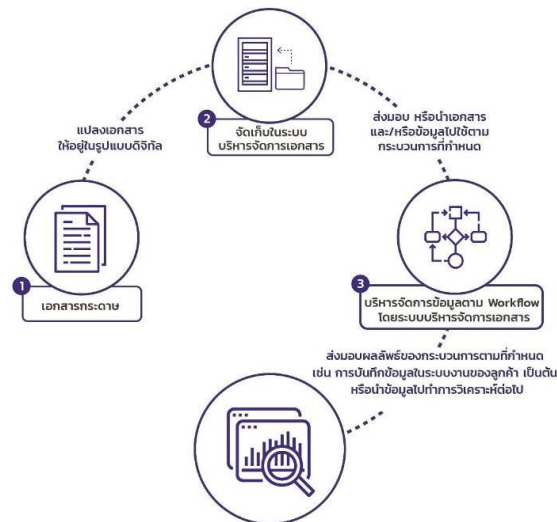 แปลงเอกสาร
ให้อยู่ในรูปแบบดิจิทัล
2
จัดเก็บในระบบ
บริหารจัดการเอกสาร
ส่งมอบ หรือนำเอกสาร
และ/หรือข้อมูลไปใช้ตาม
กระบวนการที่กำหนด
1
เอกสารกระดาษ
3
บริหารจัดการข้อมูลตาม Workflow
โดยระบบบริหารจัดการเอกสาร
ส่งมอบผลลัพธ์ของกระบวนการตามที่กำหนด
เช่น การบันทึกข้อมูลในระบบงานของลูกค้า เป็นต้น
หรือนำข้อมูลไปทำการวิเคราะห์ต่อไป